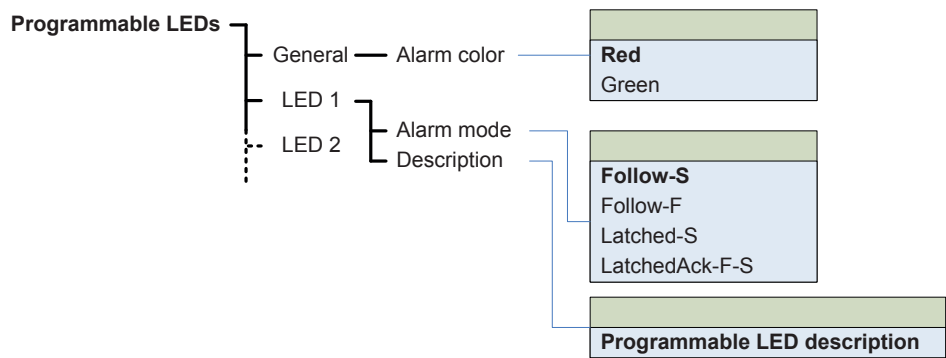 Programmable LEDs
General
Alarm color
Red
Green
LED 1
LED 2
Alarm mode
Description
Follow-S
Follow-F
Latched-S
LatchedAck-F-S
Programmable LED description